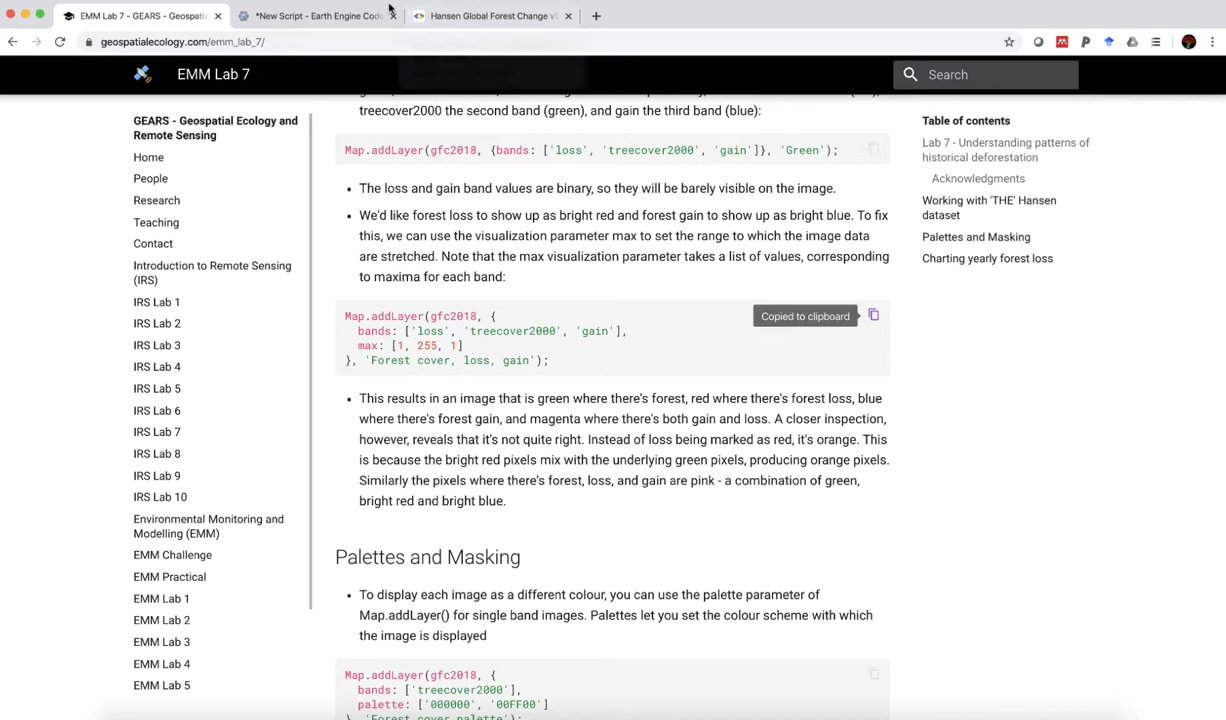 EMM Lab 7 - GEARS - Geospatia
*New Script - Earth Engine Code
Hansen Global Forest Change v1
geospatialecology.com/emm_lab_7/
EMM Lab 7
Search
GEARS - Geospatial Ecology and
Remote Sensing
Home
People
Research
Teaching
Contact
Introduction to Remote Sensing
(IRS)
IRS Lab 1
IRS Lab 2
IRS Lab 3
IRS Lab 4
IRS Lab 5
IRS Lab 6
IRS Lab 7
IRS Lab 8
IRS Lab 9
IRS Lab 10
Environmental Monitoring and
Modelling (EMM)
EMM Challenge
EMM Practical
EMM Lab 1
EMM Lab 2
EMM Lab 3
EMM Lab 4
EMM Lab 5
treecover2000 the second band (green), and gain the third band (blue):
Map.addLayer(gfc2018, {bands: ['loss', 'treecover2000', 'gain']}, 'Green');
• The loss and gain band values are binary, so they will be barely visible on the image.
• We'd like forest loss to show up as bright red and forest gain to show up as bright blue. To fix
this, we can use the visualization parameter max to set the range to which the image data
are stretched. Note that the max visualization parameter takes a list of values, corresponding
to maxima for each band:
Map.addLayer(gfc2018, {
bands: ['loss', 'treecover2000', 'gain'],
max: [1, 255, 1]
}, 'Forest cover, loss, gain');
Copied to clipboard
• This results in an image that is green where there's forest, red where there's forest loss, blue
where there's forest gain, and magenta where there's both gain and loss. A closer inspection,
however, reveals that it's not quite right. Instead of loss being marked as red, it's orange. This
is because the bright red pixels mix with the underlying green pixels, producing orange pixels.
Similarly the pixels where there's forest, loss, and gain are pink - a combination of green,
bright red and bright blue.
Palettes and Masking
• To display each image as a different colour, you can use the palette parameter of
Map.addLayer() for single band images. Palettes let you set the colour scheme with which
the image is displayed
Map.addLayer(gfc2018, {
bands: ['treecover2000'],
palette: ['000000', '00FF00']
}, 'Forest cover palette');
Table of contents
Lab 7 - Understanding patterns of
historical deforestation
Acknowledgments
Working with 'THE' Hansen
dataset
Palettes and Masking
Charting yearly forest loss